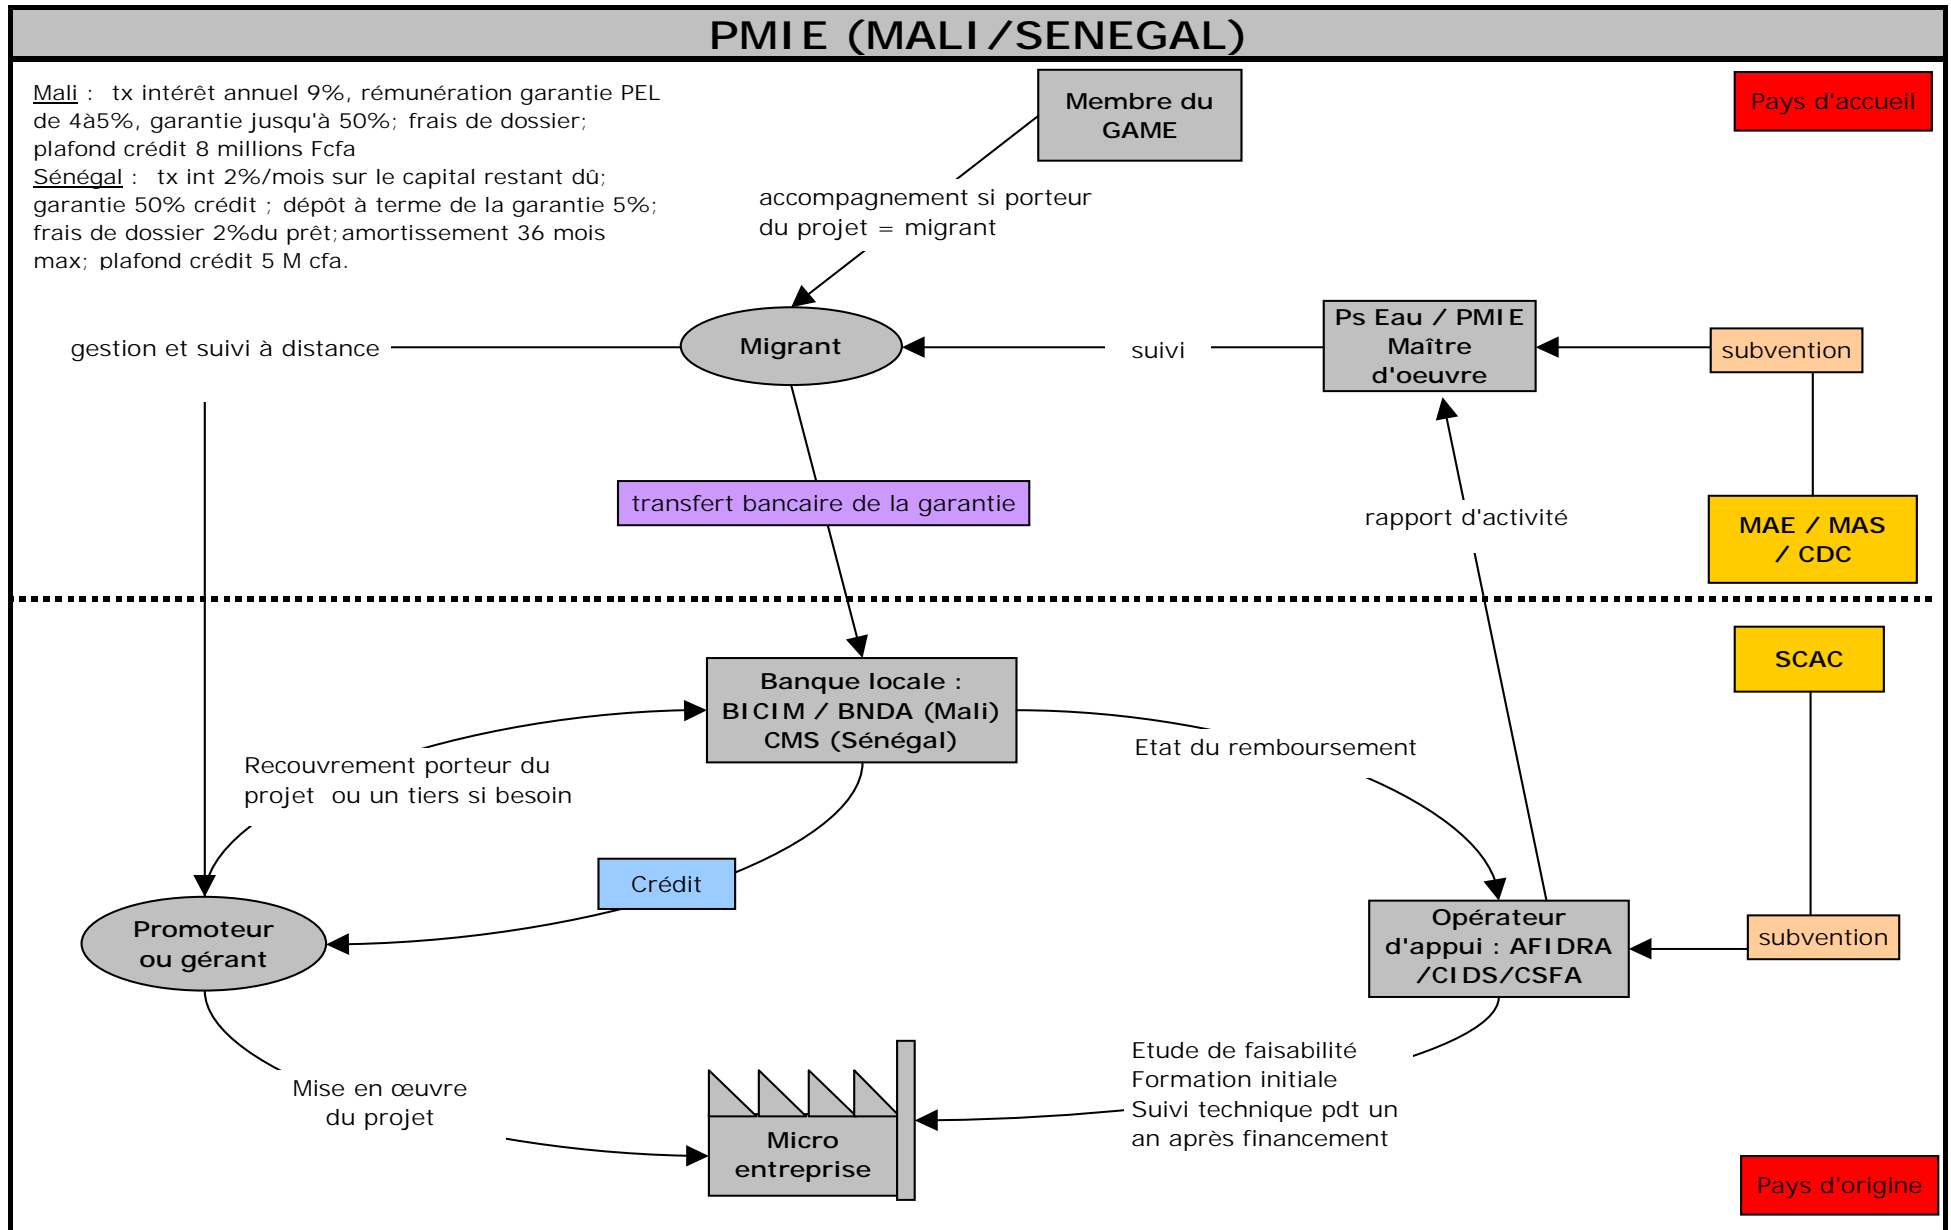 PMIE (MALI/SENEGAL)
Mali : tx intérêt annuel 9%, rémunération garantie PEL
de 4à5%, garantie jusqu'à 50%; frais de dossier;
plafond crédit 8 millions Fcfa
Sénégal : tx int 2%/mois sur le capital restant dû;
garantie 50% crédit ; dépôt à terme de la garantie 5%;
frais de dossier 2%du prêt;amortissement 36 mois
max; plafond crédit 5 M cfa.
Membre du
GAME
Pays d'accueil
accompagnement si porteur
du projet = migrant
gestion et suivi à distance
Migrant
suivi
Ps Eau / PMIE
Maître
d'oeuvre
subvention
transfert bancaire de la garantie
rapport d'activité
MAE / MAS
/ CDC
SCAC
Banque locale :
BICIM / BNDA (Mali)
CMS (Sénégal)
Recouvrement porteur du
projet ou un tiers si besoin
Etat du remboursement
Crédit
Promoteur
ou gérant
Opérateur
d'appui : AFIDRA
/CIDS/CSFA
subvention
Mise en œuvre
du projet
Micro
entreprise
Etude de faisabilité
Formation initiale
Suivi technique pdt un
an après financement
Pays d'origine